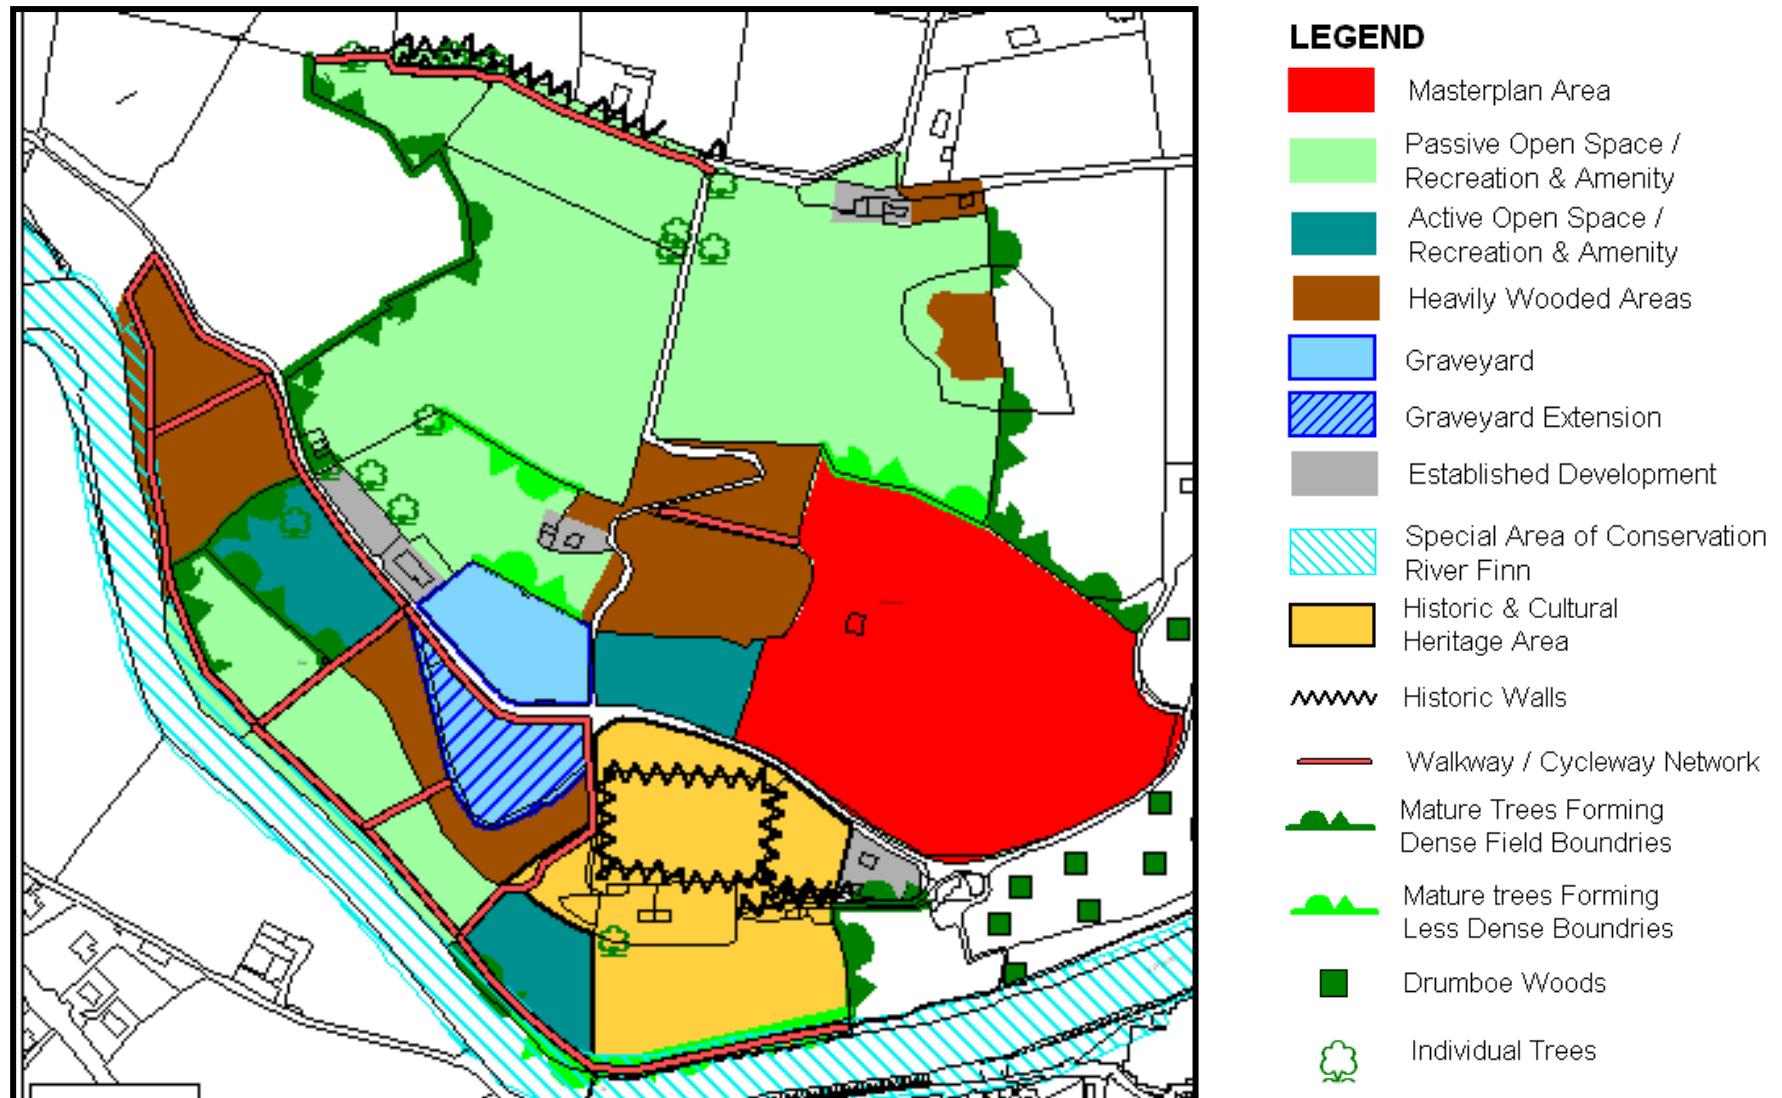 LEGEND
Masterplan Area
Passive Open Space /
Recreation & Amenity
Active Open Space /
Recreation & Amenity
Heavily Wooded Areas
Graveyard
Graveyard Extension
Established Development
Special Area of Conservation
River Finn
Historic & Cultural
Heritage Area
Historic Walls
Walkway / Cycleway Network
Mature Trees Forming
Dense Field Boundries
Mature trees Forming
Less Dense Boundries
Drumboe Woods
Individual Trees